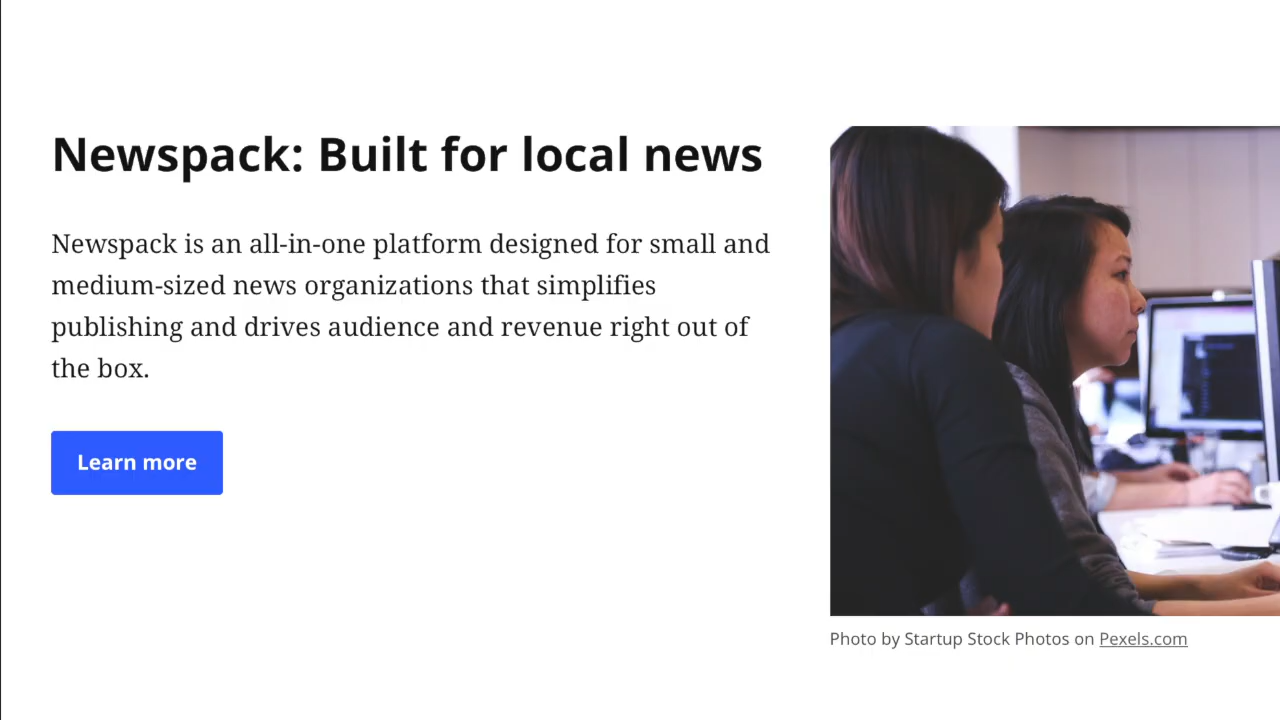 Newspack: Built for local news
Newspack is an all-in-one platform designed for small and
medium-sized news organizations that simplifies
publishing and drives audience and revenue right out of
the box.
Learn more
Photo by Startup Stock Photos on Pexels.com